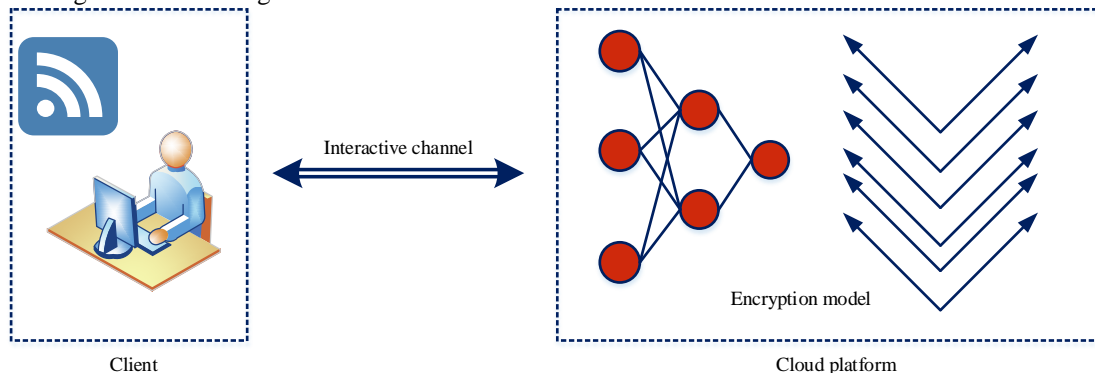 Interactive channel
Encryption model
Client
Cloud platform